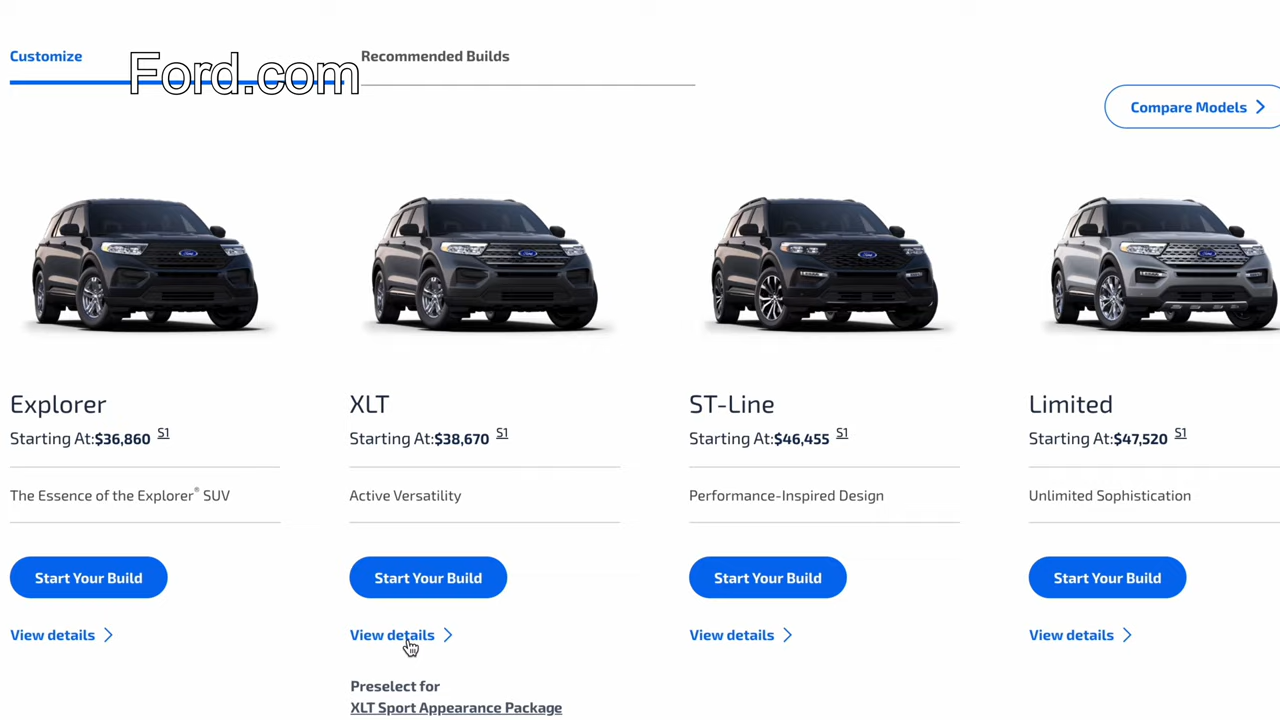 Customize
Ford.com
Recommended Builds
Compare Models
Explorer
Starting At:$36,860 S1
The Essence of the Explorer® SUV
Start Your Build
View details
XLT
Starting At:$38,670 S1
Active Versatility
Start Your Build
View details
Preselect for
XLT Sport Appearance Package
ST-Line
Starting At:$46,455 S1
Performance-Inspired Design
Start Your Build
View details
Limited
Starting At:$47,520 S1
Unlimited Sophistication
Start Your Build
View details